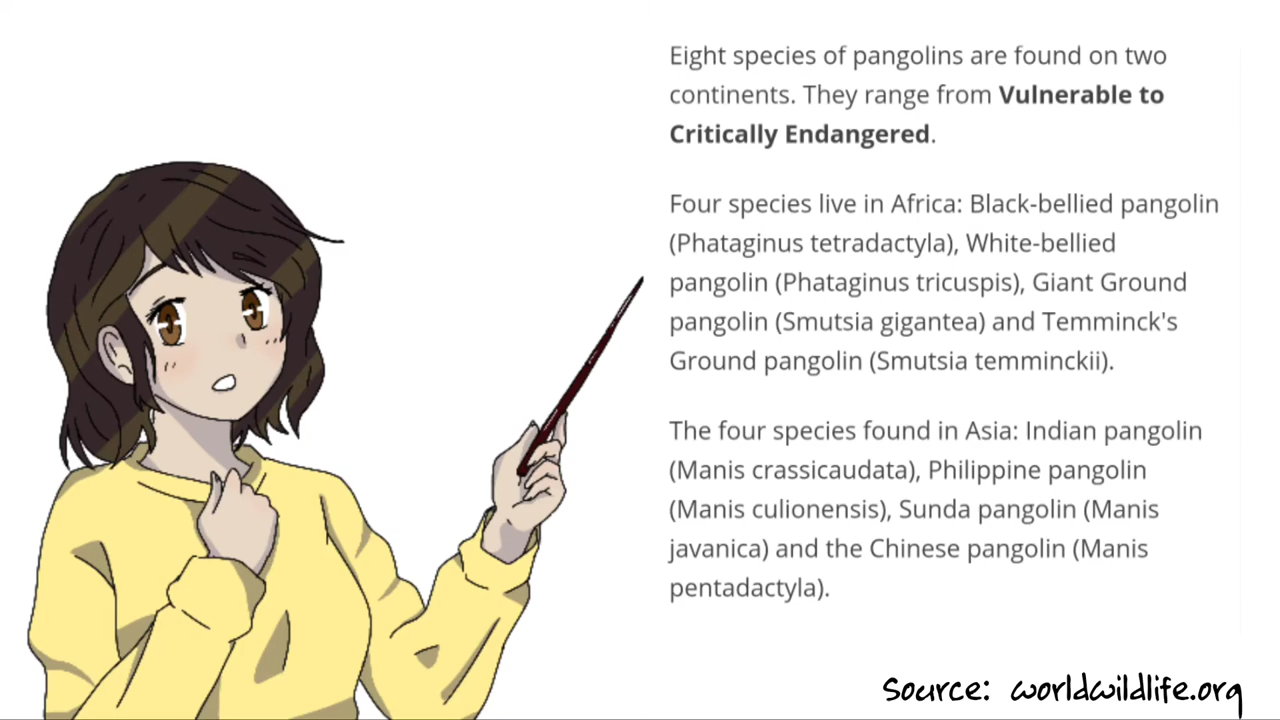 Eight species of pangolins are found on two
continents. They range from Vulnerable to
Critically Endangered.
Four species live in Africa: Black-bellied pangolin
(Phataginus tetradactyla), White-bellied
pangolin (Phataginus tricuspis), Giant Ground
pangolin (Smutsia gigantea) and Temminck's
Ground pangolin (Smutsia temminckii).
The four species found in Asia: Indian pangolin
(Manis crassicaudata), Philippine pangolin
(Manis culionensis), Sunda pangolin (Manis
javanica) and the Chinese pangolin (Manis
pentadactyla).
Source: worldwildlife.org